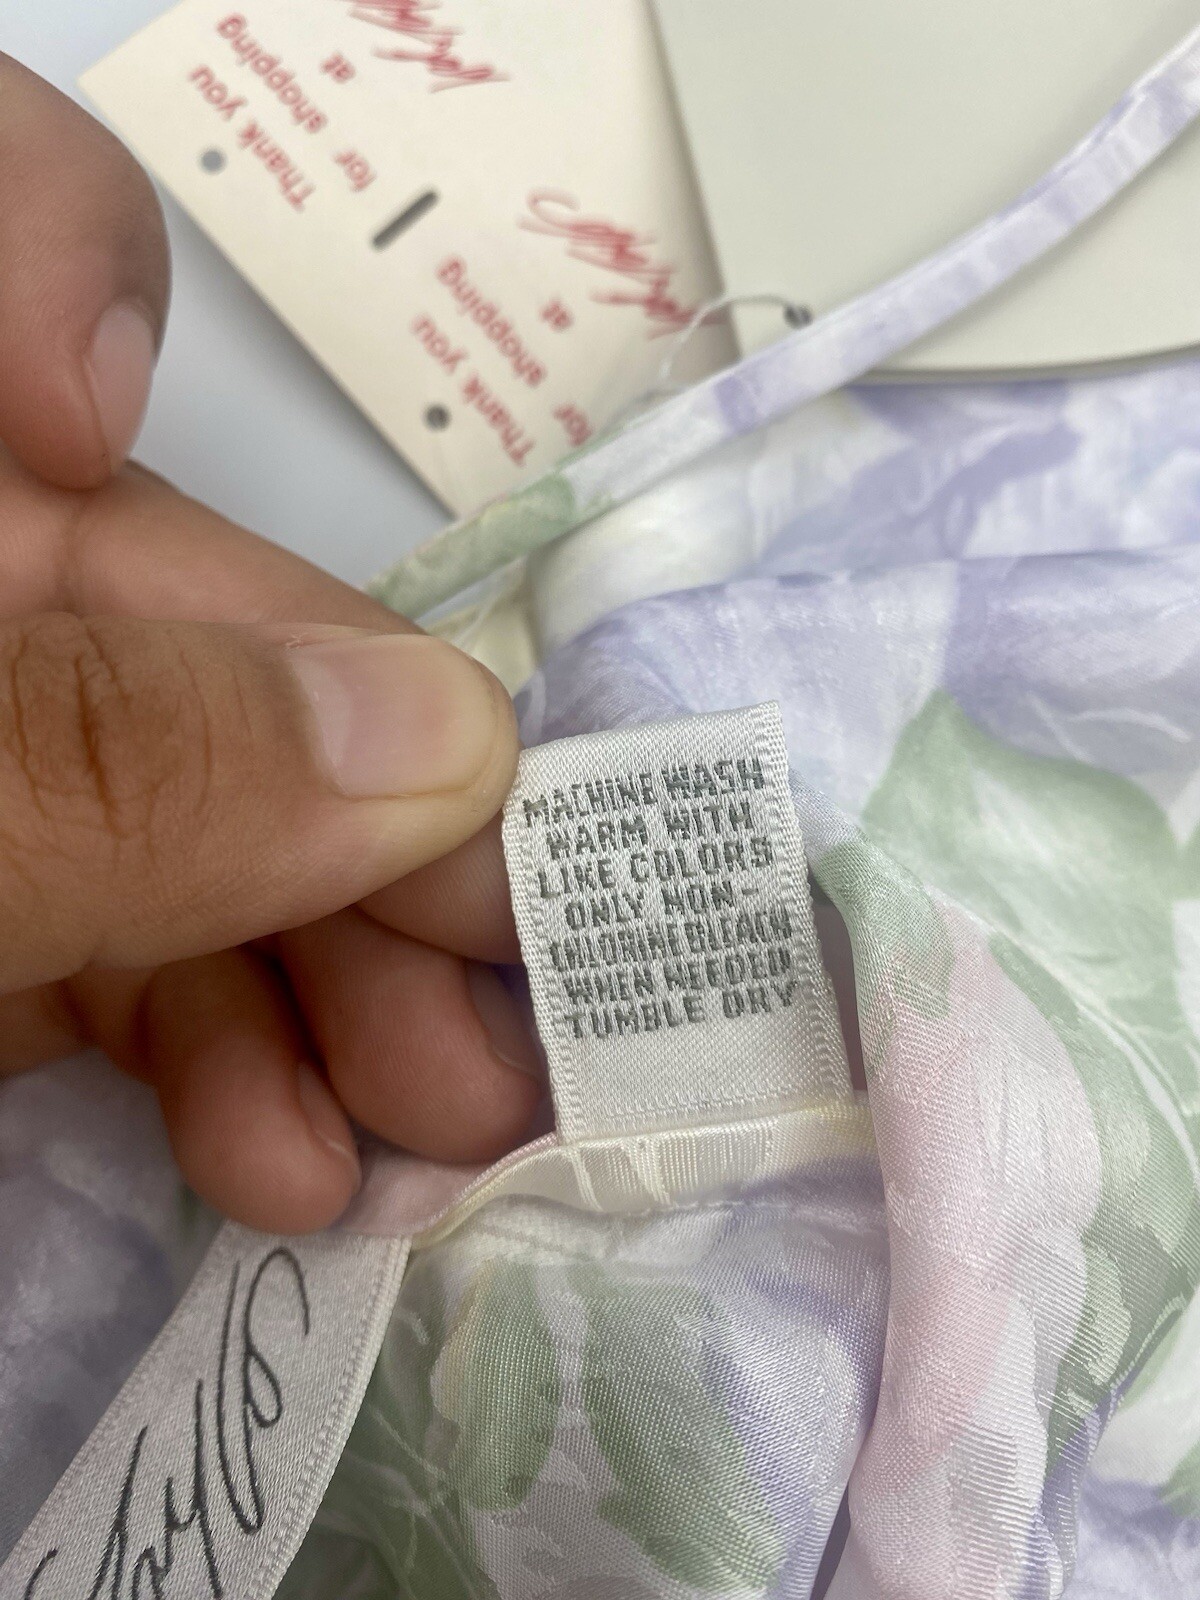 Thank you
for shopping
at
Thank you
for shopping
at
MACHINE WASH
WARM WITH
LIKE COLORS
ONLY NON-
CHLORINE BLEACH
WHEN NEEDED
TUMBLE DRY